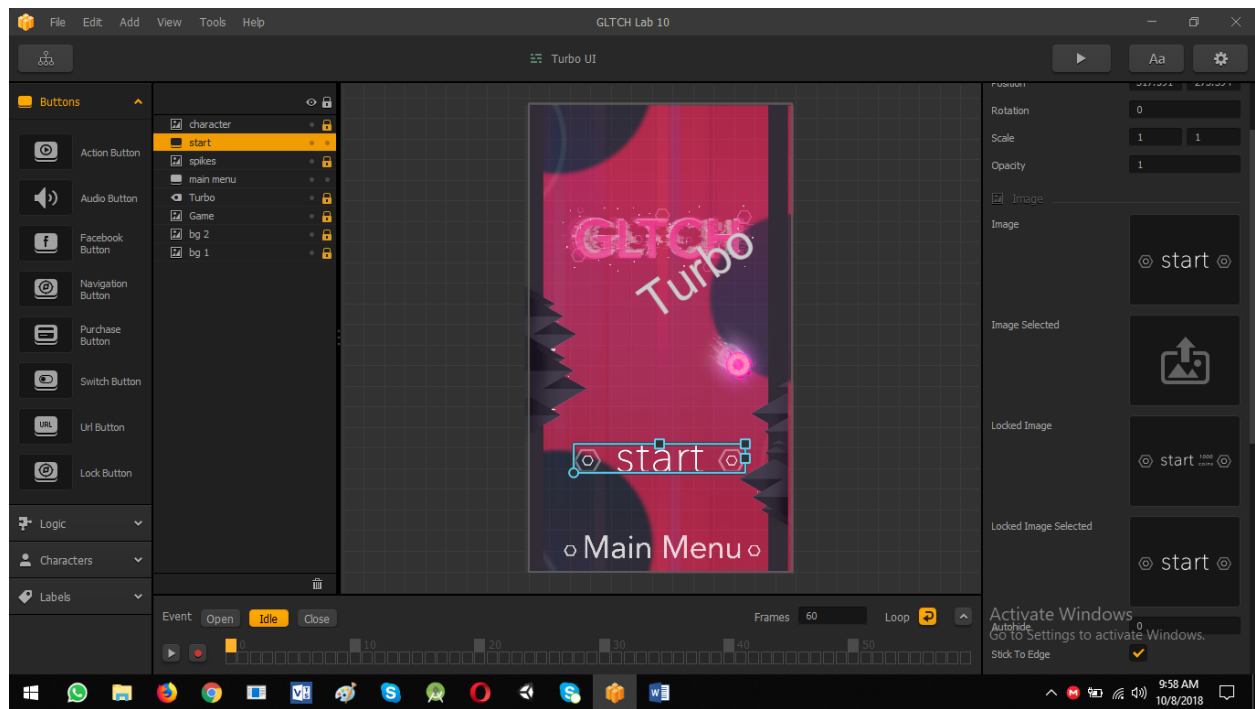 File Edit Add View Tools Help
GLTCH Lab 10
Turbo UI
Aa
Buttons
Action Button
Audio Button
Facebook Button
Navigation Button
Purchase Button
Switch Button
URL
Url Button
Lock Button
Logic
Characters
Labels
character
start
spikes
main menu
Turbo
Game
bg 2
bg 1
GLTCH
Turbo
start
Main Menu
Position
Rotation 0
Scale 1 1
Opacity 1
Image
Image
start
Image Selected
Locked Image
start 1000 coins
Locked Image Selected
start
Activate Windows
Go to Settings to activate Windows.
Autohide 0
Stick To Edge
Event Open Idle Close
Frames 60 Loop
0 10 20 30 40 50
9:58 AM
10/8/2018